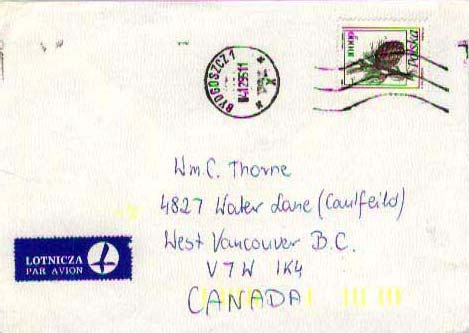 Polska
BYDGOSZCZ 1
Wm. C. Thorne
4827 Water Lane (Caulfeild)
West Vancouver B.C.
V7W 1K4
CANADA
LOTNICZA
PAR AVION